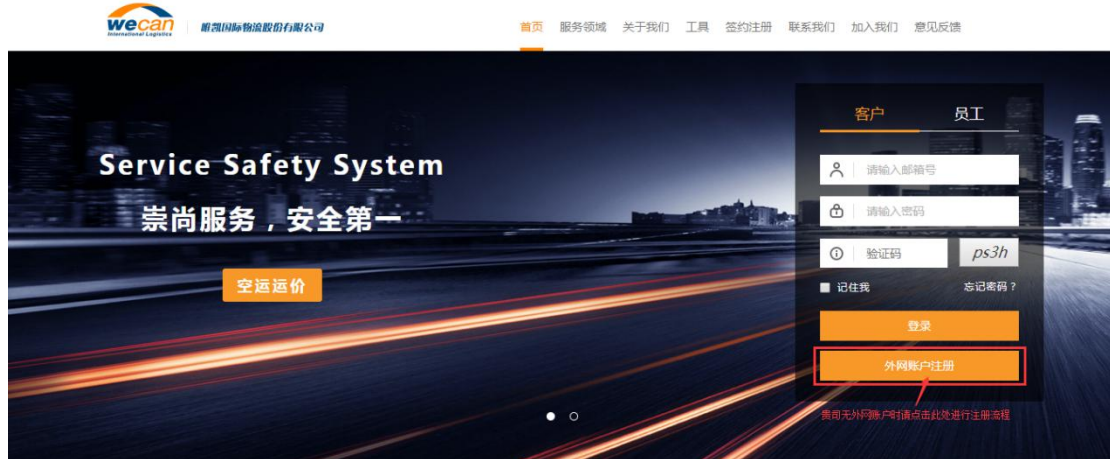 wecan
International Logistics
唯凯国际物流股份有限公司
首页 服务领域 关于我们 工具 签约注册 联系我们 加入我们 意见反馈
Service Safety System
崇尚服务，安全第一
空运运价
客户 员工
请输入邮箱号
请输入密码
验证码 ps3h
记住我 忘记密码？
登录
外网账户注册
贵司无外网账户时请点击此处进行注册流程